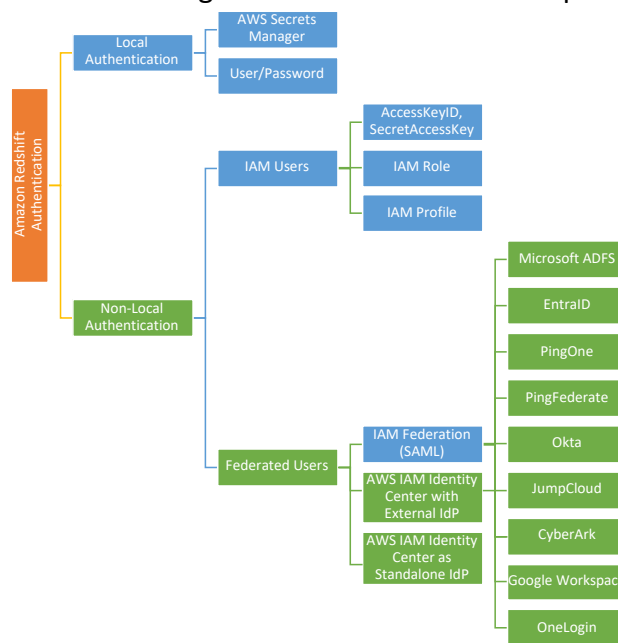 AWS Secrets
Manager
Local
Authentication
User/Password
Amazon Redshift
Authentication
AccessKeyID,
SecretAccessKey
IAM Users
IAM Role
IAM Profile
Non-Local
Authentication
Microsoft ADFS
EntraID
PingOne
PingFederate
Federated Users
IAM Federation
(SAML)
Okta
AWS IAM Identity
Center with
External IdP
JumpCloud
AWS IAM Identity
Center as
Standalone IdP
CyberArk
Google Workspac
OneLogin